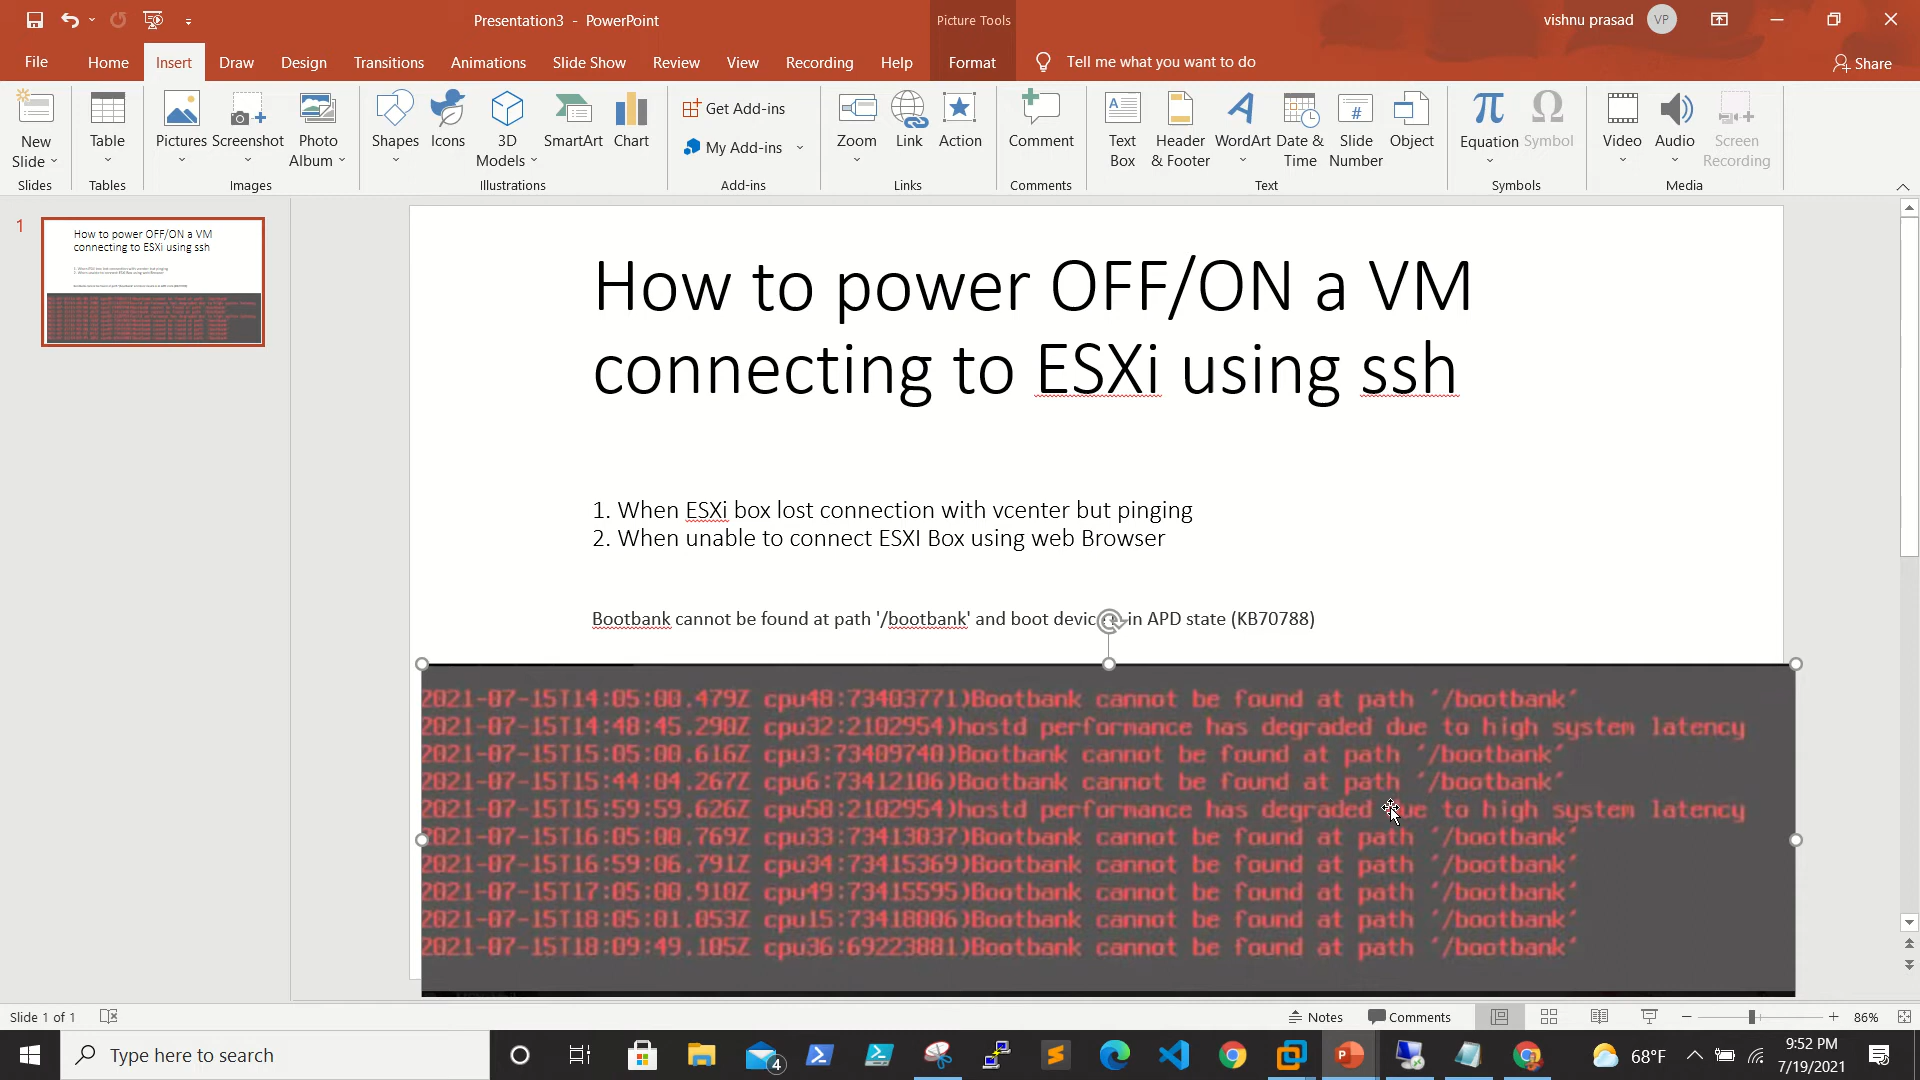 Presentation3 - PowerPoint
Picture Tools
vishnu prasad
VP
File
Home
Insert
Draw
Design
Transitions
Animations
Slide Show
Review
View
Recording
Help
Format
Tell me what you want to do
Share
New Slide
Table
Pictures
Screenshot
Photo Album
Shapes
Icons
3D Models
SmartArt
Chart
Get Add-ins
My Add-ins
Zoom
Link
Action
Comment
Text Box
Header & Footer
WordArt
Date & Time
Slide Number
Object
Equation
Symbol
Video
Audio
Screen Recording
Slides
Tables
Images
Illustrations
Add-ins
Links
Comments
Text
Symbols
Media
1
How to power OFF/ON a VM
connecting to ESXi using ssh
How to power OFF/ON a VM
connecting to ESXi using ssh
1. When ESXi box lost connection with vcenter but pinging
2. When unable to connect ESXI Box using web Browser
Bootbank cannot be found at path '/bootbank' and boot device in APD state (KB70788)
2021-07-15T14:05:00.479Z cpu48:73403771)Bootbank cannot be found at path '/bootbank'
2021-07-15T14:48:45.290Z cpu32:2102954)hostd performance has degraded due to high system latency
2021-07-15T15:05:00.616Z cpu3:73409740)Bootbank cannot be found at path '/bootbank'
2021-07-15T15:44:04.267Z cpu6:73412106)Bootbank cannot be found at path '/bootbank'
2021-07-15T15:59:59.626Z cpu58:2102954)hostd performance has degraded due to high system latency
2021-07-15T16:05:00.769Z cpu33:73413037)Bootbank cannot be found at path '/bootbank'
2021-07-15T16:59:06.791Z cpu34:73415369)Bootbank cannot be found at path '/bootbank'
2021-07-15T17:05:00.910Z cpu49:73415595)Bootbank cannot be found at path '/bootbank'
2021-07-15T18:05:01.053Z cpu15:73418006)Bootbank cannot be found at path '/bootbank'
2021-07-15T18:09:49.105Z cpu36:69223881)Bootbank cannot be found at path '/bootbank'
Slide 1 of 1
Notes
Comments
86%
Type here to search
4
68°F
9:52 PM
7/19/2021